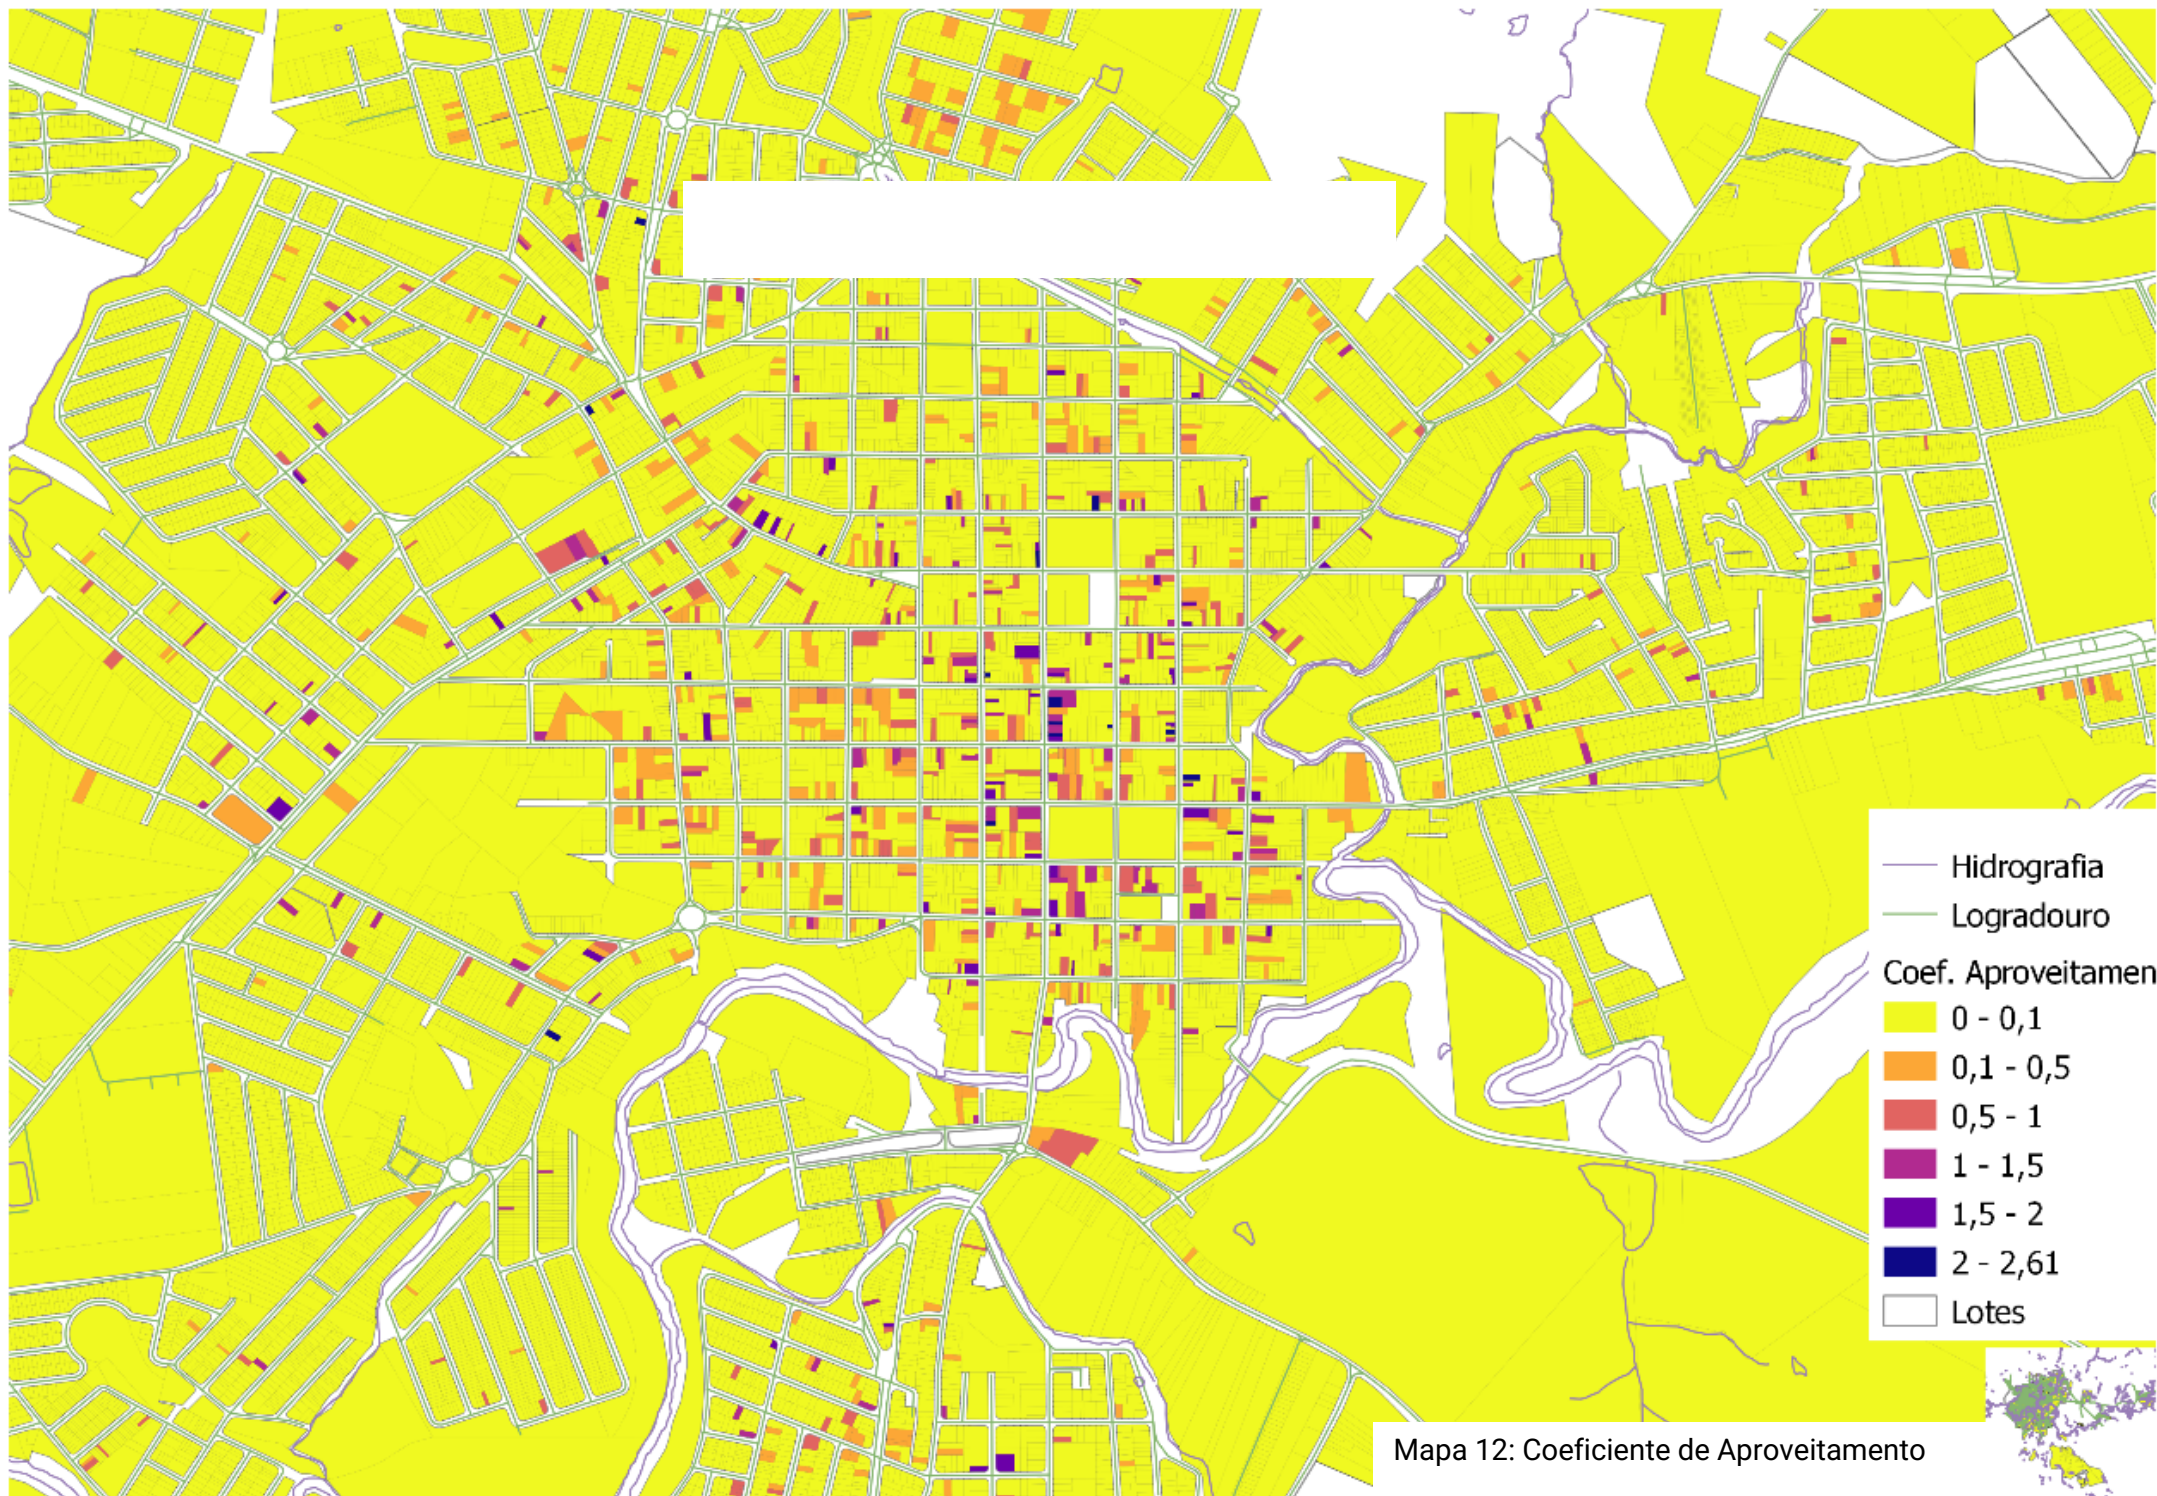 Hidrografia
Logradouro
Coef. Aproveitamen
0 - 0,1
0,1 - 0,5
0,5 - 1
1 - 1,5
1,5 - 2
2 - 2,61
Lotes
Mapa 12: Coeficiente de Aproveitamento